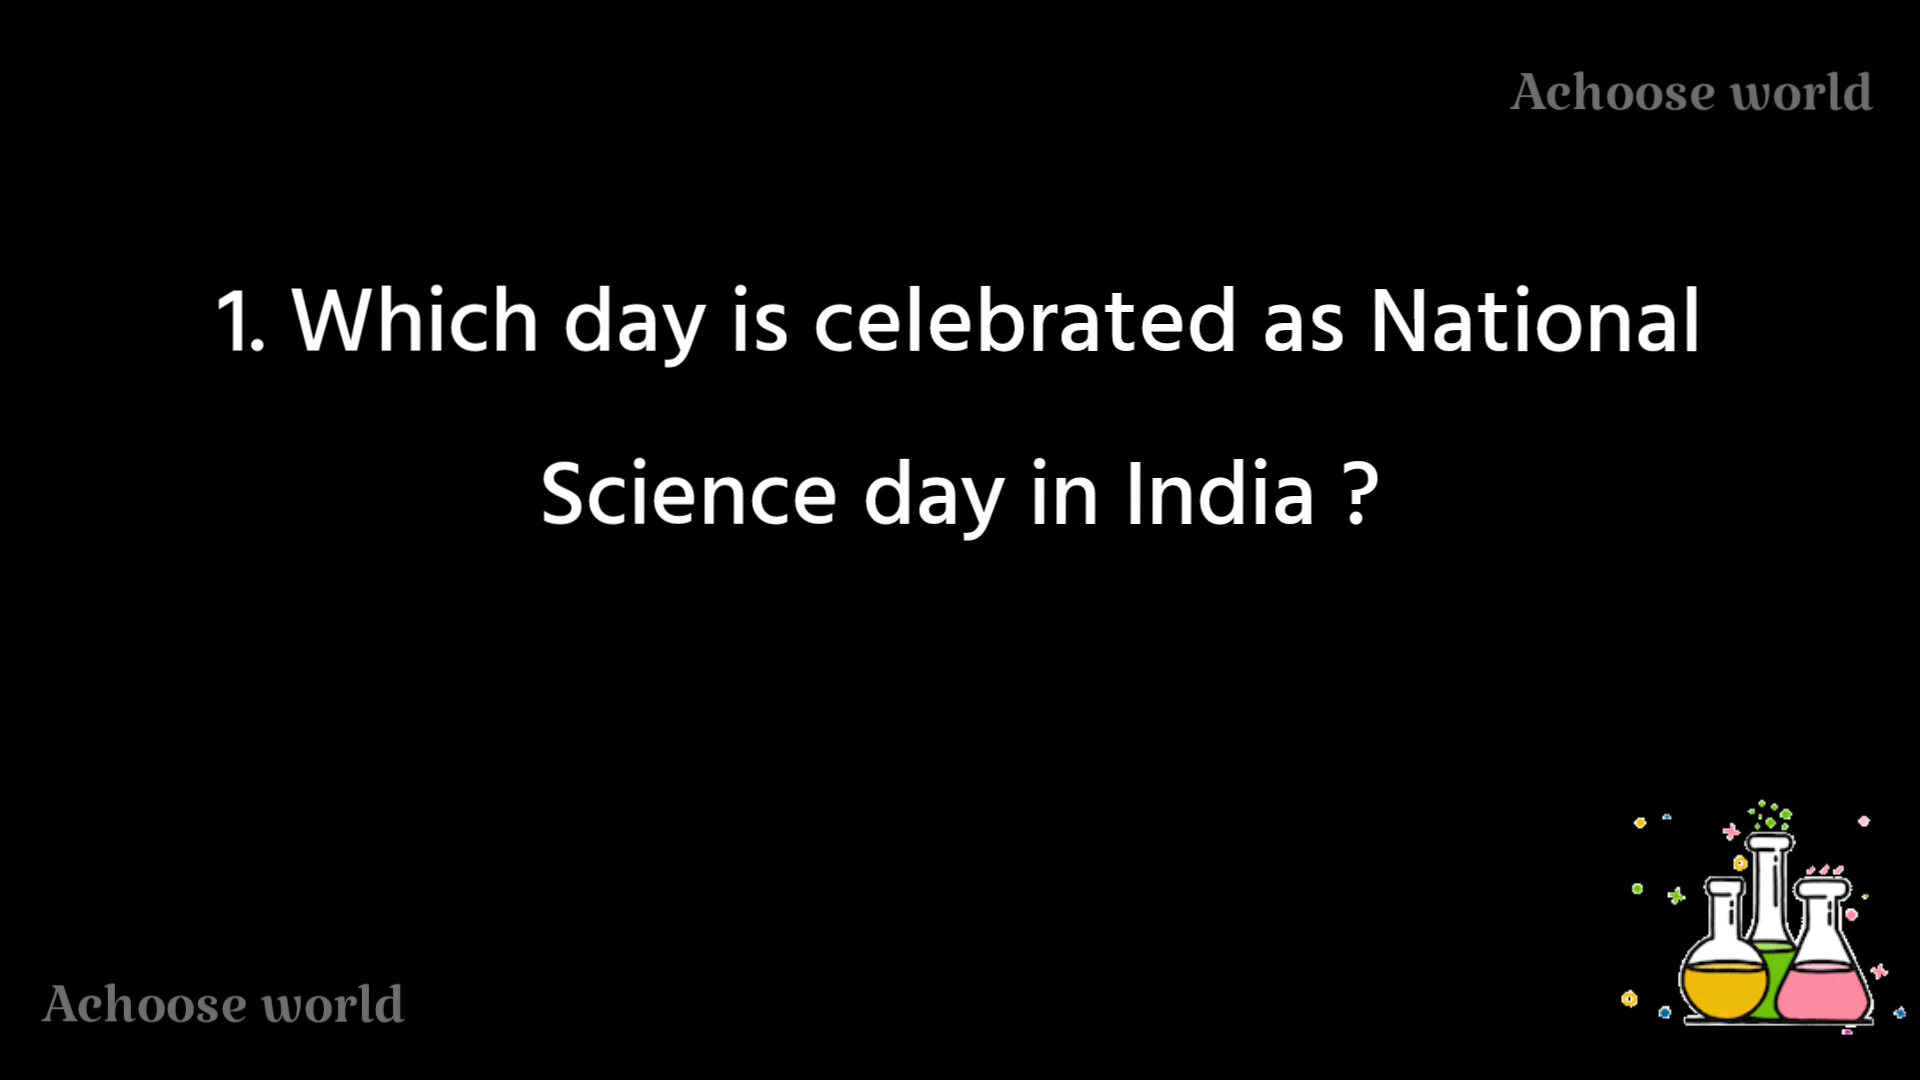 Achoose world
1. Which day is celebrated as National
Science day in India ?
Achoose world